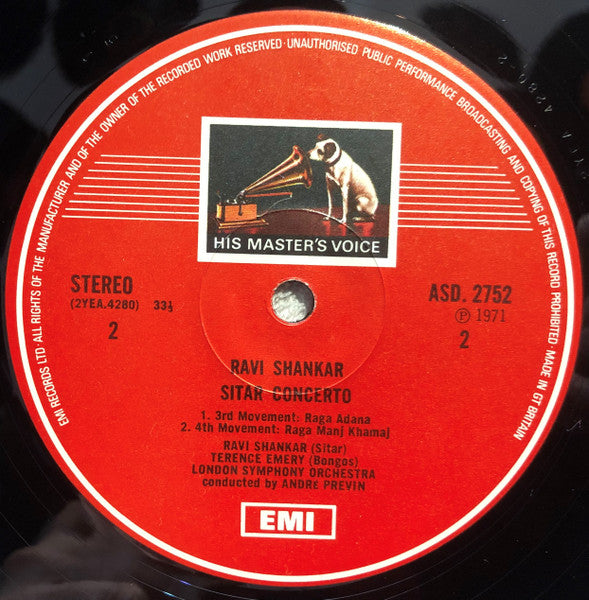 EMI RECORDS LTD · ALL RIGHTS OF THE MANUFACTURER AND OF THE OWNER OF THE RECORDED WORK RESERVED · UNAUTHORISED PUBLIC PERFORMANCE BROADCASTING AND COPYING OF THIS RECORD PROHIBITED · MADE IN GT BRITAIN
HIS MASTER'S VOICE
STEREO
(2YEA.4280) 33⅓
2
ASD. 2752
℗ 1971
2
RAVI SHANKAR
SITAR CONCERTO
1. 3rd Movement: Raga Adana
2. 4th Movement: Raga Manj Khamaj
RAVI SHANKAR (Sitar)
TERENCE EMERY (Bongos)
LONDON SYMPHONY ORCHESTRA
conducted by ANDRE PREVIN
EMI